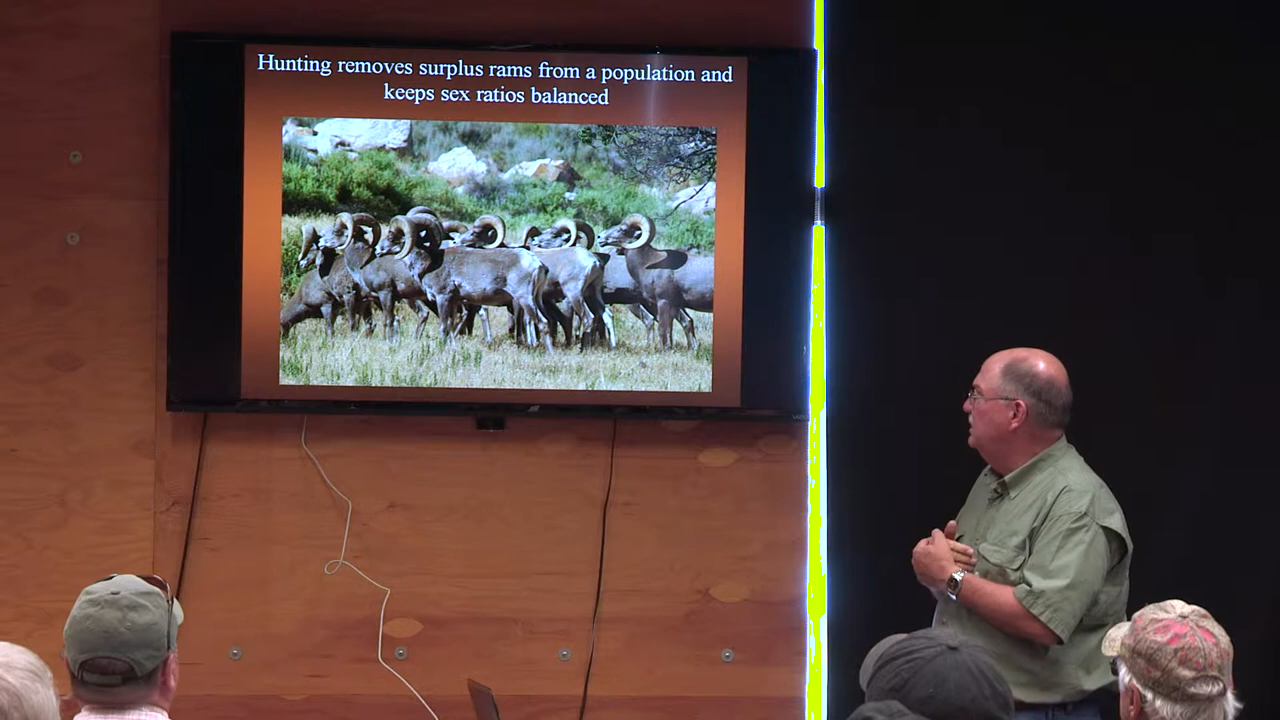 Hunting removes surplus rams from a population and
keeps sex ratios balanced